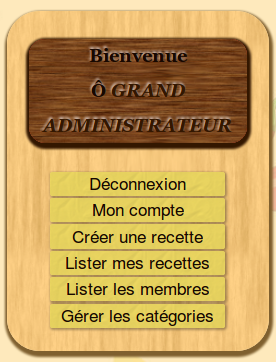 Bienvenue
Ô GRAND
ADMINISTRATEUR
Déconnexion
Mon compte
Créer une recette
Lister mes recettes
Lister les membres
Gérer les catégories